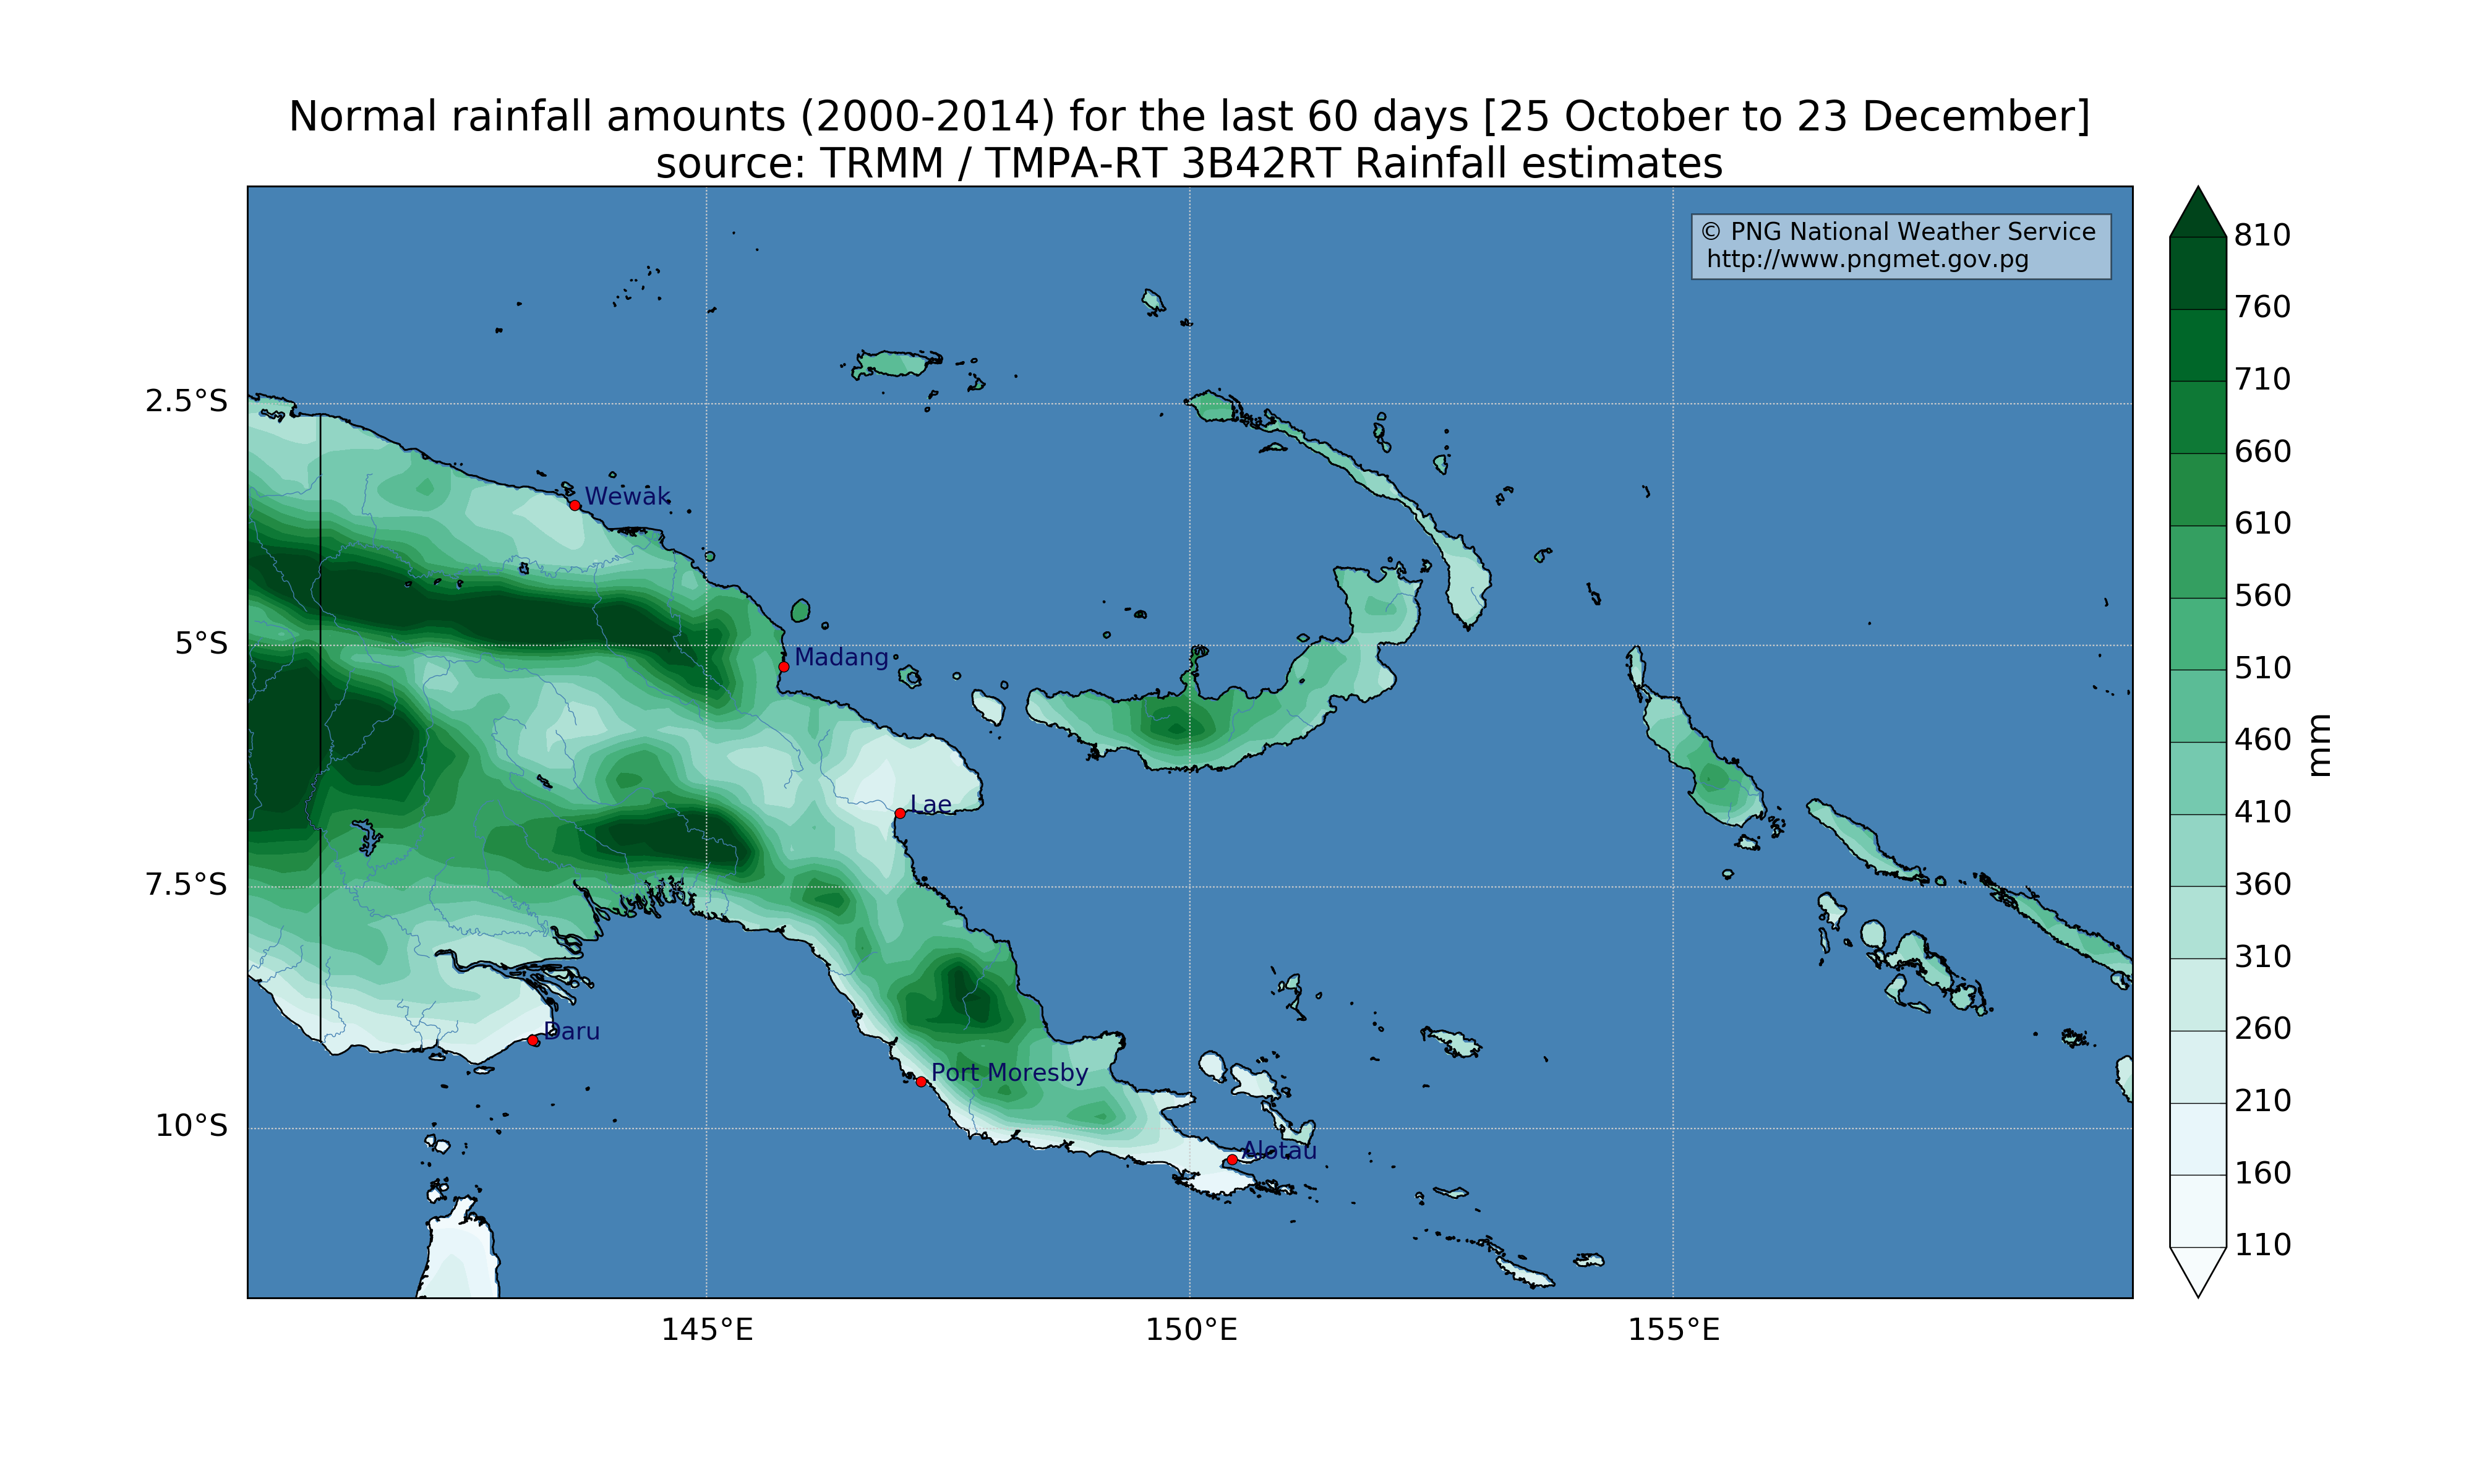 Normal rainfall amounts (2000-2014) for the last 60 days [25 October to 23 December]
source: TRMM / TMPA-RT 3B42RT Rainfall estimates
© PNG National Weather Service
http://www.pngmet.gov.pg
810
760
710
660
610
560
510
460
410
360
310
260
210
160
110
mm
2.5°S
5°S
7.5°S
10°S
Wewak
Madang
Lae
Daru
Port Moresby
Alotau
145°E
150°E
155°E